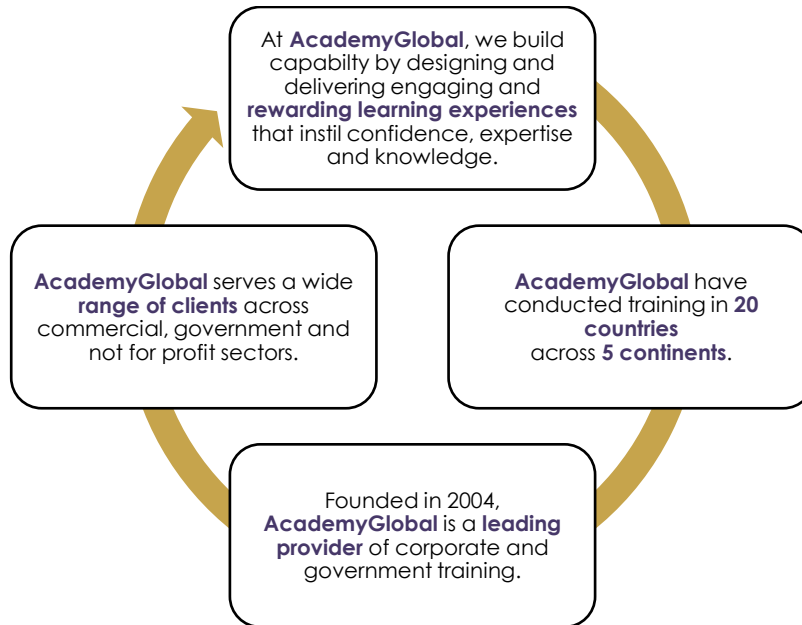 At AcademyGlobal, we build
capabilty by designing and
delivering engaging and
rewarding learning experiences
that instil confidence, expertise
and knowledge.
AcademyGlobal have
conducted training in 20
countries
across 5 continents.
Founded in 2004,
AcademyGlobal is a leading
provider of corporate and
government training.
AcademyGlobal serves a wide
range of clients across
commercial, government and
not for profit sectors.